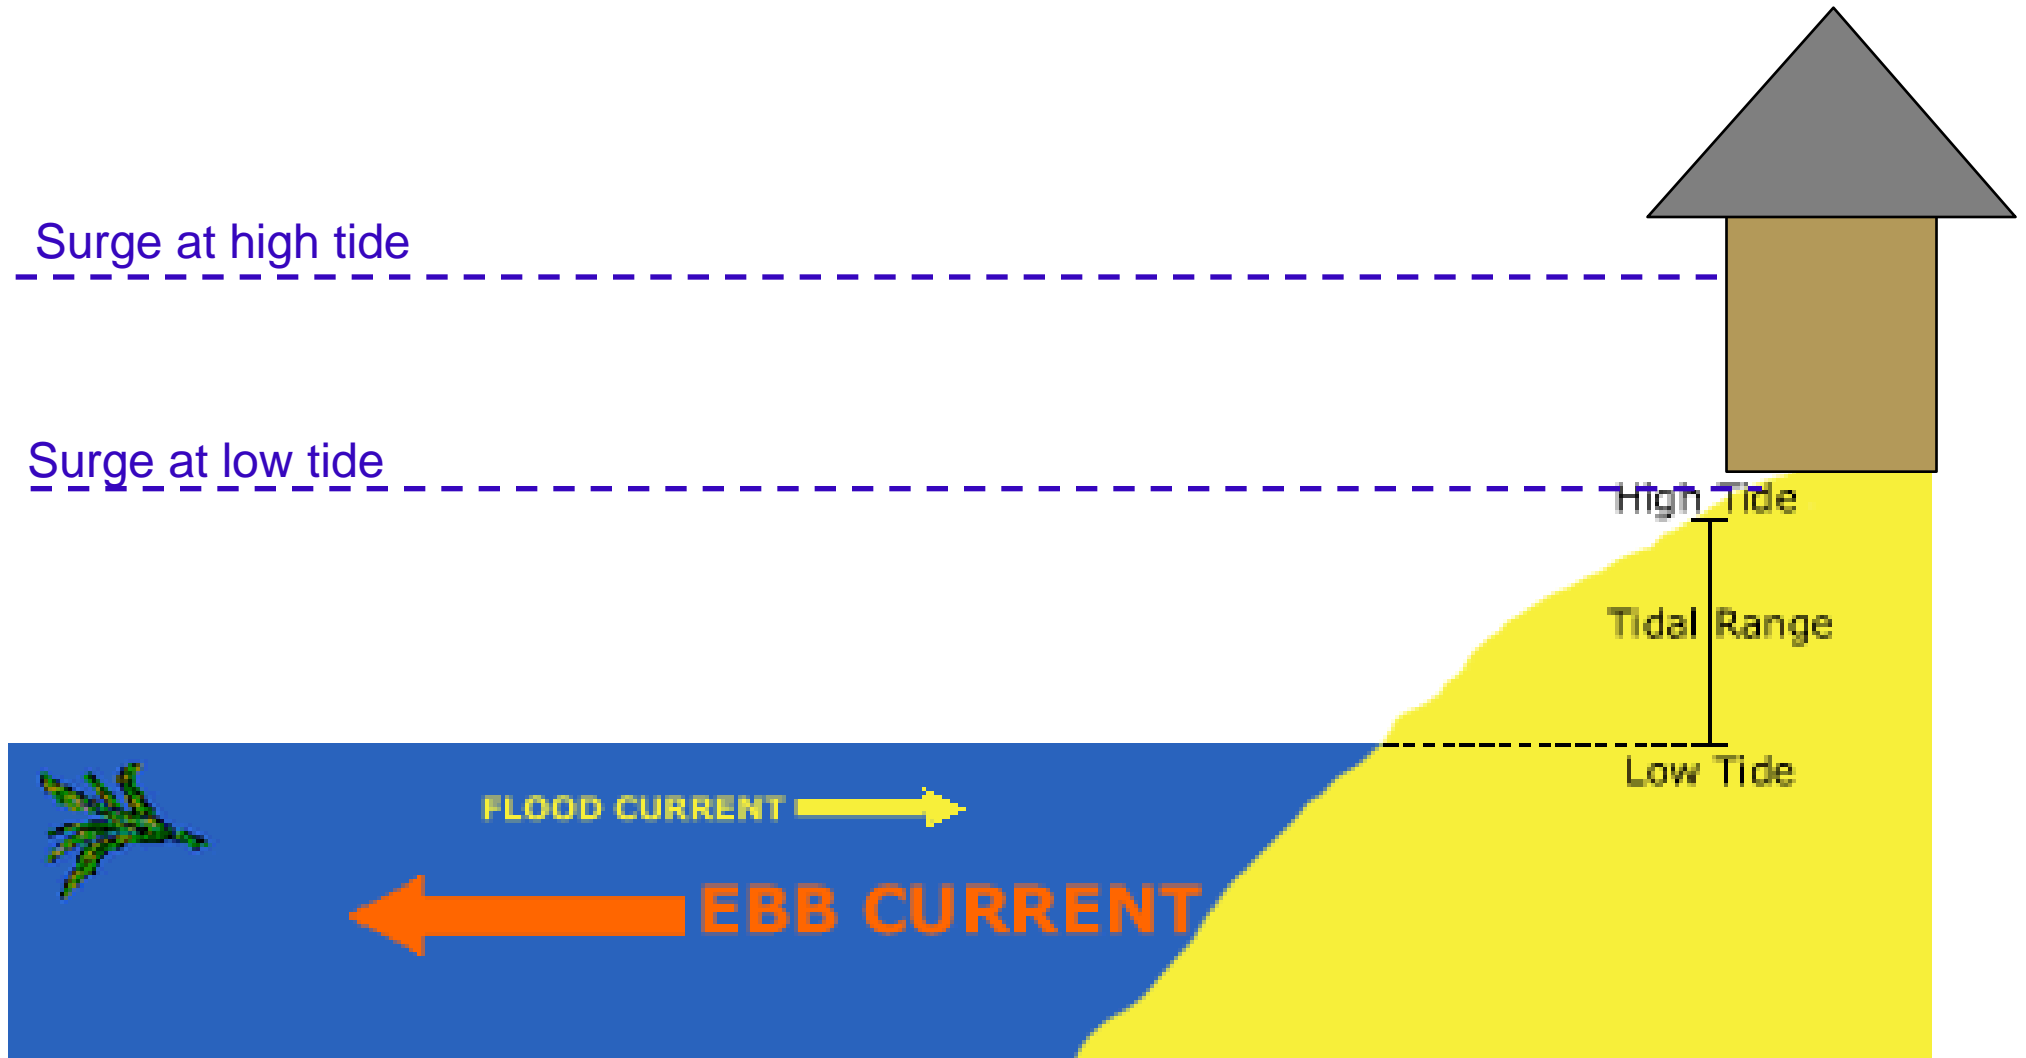 Surge at high tide
Surge at low tide
High Tide
Tidal Range
Low Tide
FLOOD CURRENT
EBB CURRENT